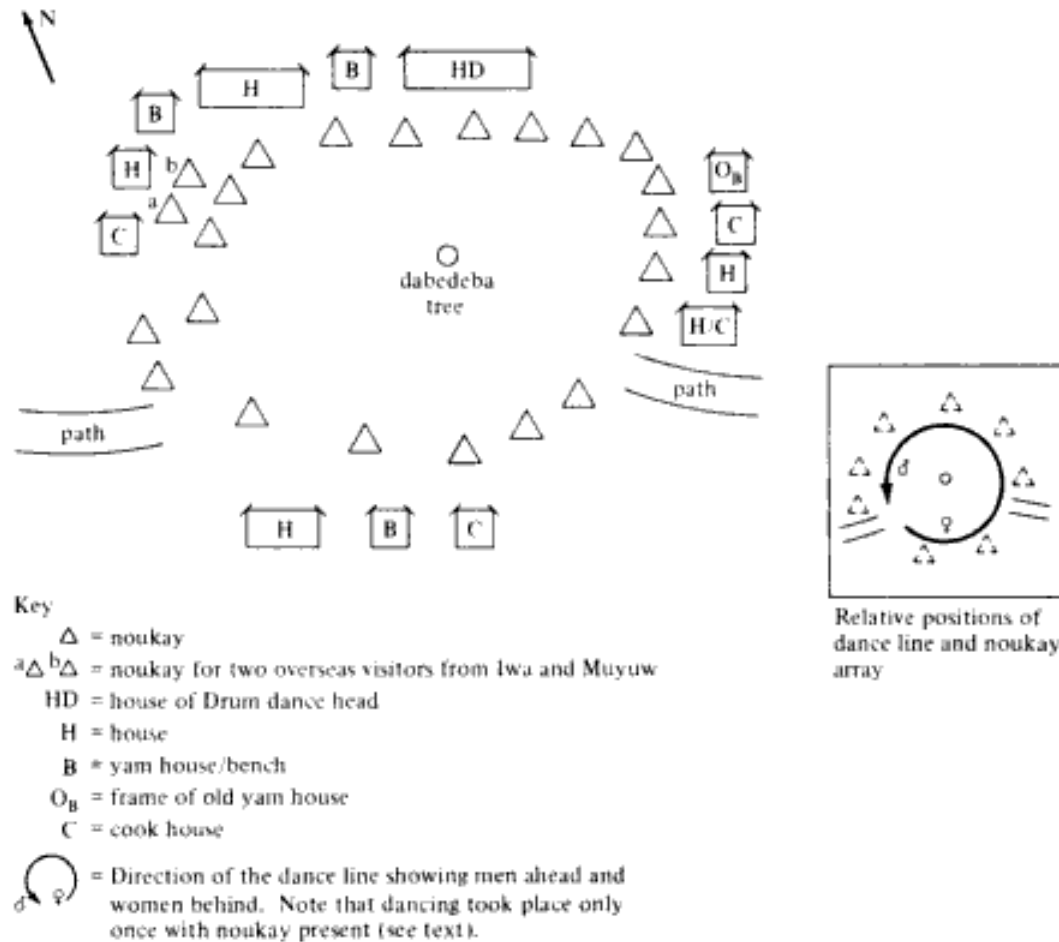 N
B
HD
H
B
H
b
a
C
O_B
C
H
H/C
dabedeba
tree
path
path
H
B
C
♂
♀
Relative positions of
dance line and noukay
array
Key
△ = noukay
a△ b△ = noukay for two overseas visitors from Iwa and Muyuw
HD = house of Drum dance head
H = house
B = yam house/bench
O_B = frame of old yam house
C = cook house
♂ ♀ = Direction of the dance line showing men ahead and
women behind. Note that dancing took place only
once with noukay present (see text).